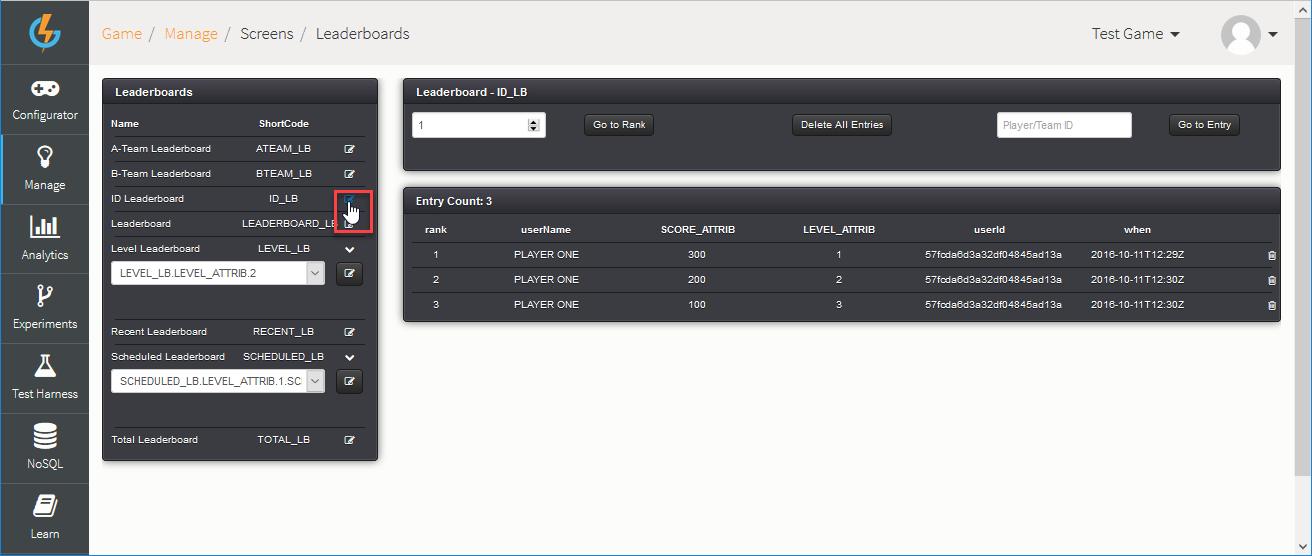 Game / Manage / Screens / Leaderboards
Test Game
Configurator
Manage
Analytics
Experiments
Test Harness
NoSQL
Learn
Leaderboards
Name ShortCode
A-Team Leaderboard ATEAM_LB
B-Team Leaderboard BTEAM_LB
ID Leaderboard ID_LB
Leaderboard LEADERBOARD_LB
Level Leaderboard LEVEL_LB
LEVEL_LB.LEVEL_ATTRIB.2
Recent Leaderboard RECENT_LB
Scheduled Leaderboard SCHEDULED_LB
SCHEDULED_LB.LEVEL_ATTRIB.1.SC
Total Leaderboard TOTAL_LB
Leaderboard - ID_LB
1 Go to Rank Delete All Entries Player/Team ID Go to Entry
Entry Count: 3
rank userName SCORE_ATTRIB LEVEL_ATTRIB userId when
1 PLAYER ONE 300 1 57fcda6d3a32df04845ad13a 2016-10-11T12:29Z
2 PLAYER ONE 200 2 57fcda6d3a32df04845ad13a 2016-10-11T12:30Z
3 PLAYER ONE 100 3 57fcda6d3a32df04845ad13a 2016-10-11T12:30Z